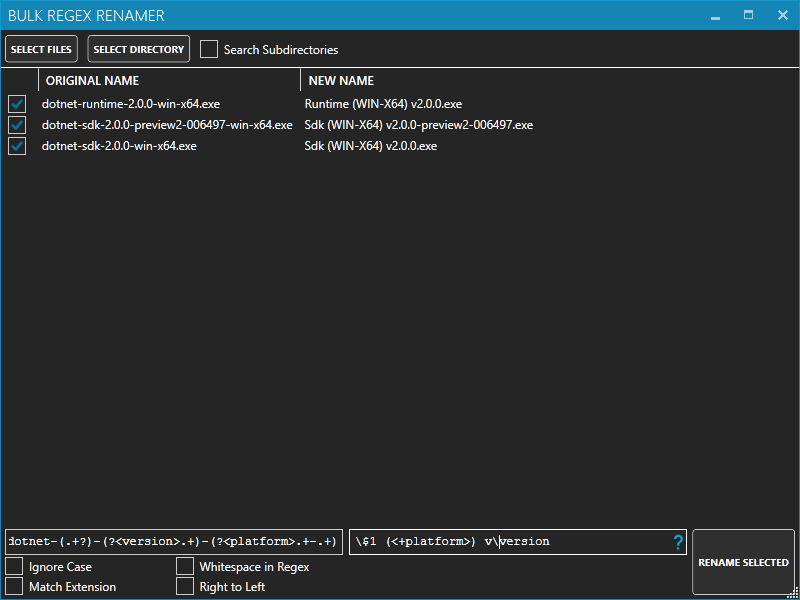 BULK REGEX RENAMER
SELECT FILES SELECT DIRECTORY Search Subdirectories
ORIGINAL NAME NEW NAME
dotnet-runtime-2.0.0-win-x64.exe Runtime (WIN-X64) v2.0.0.exe
dotnet-sdk-2.0.0-preview2-006497-win-x64.exe Sdk (WIN-X64) v2.0.0-preview2-006497.exe
dotnet-sdk-2.0.0-win-x64.exe Sdk (WIN-X64) v2.0.0.exe
dotnet-(.+?)-(?<version>.+)-(?<platform>.+-.+) \$1 (<+platform>) v\version ?
Ignore Case Whitespace in Regex RENAME SELECTED
Match Extension Right to Left